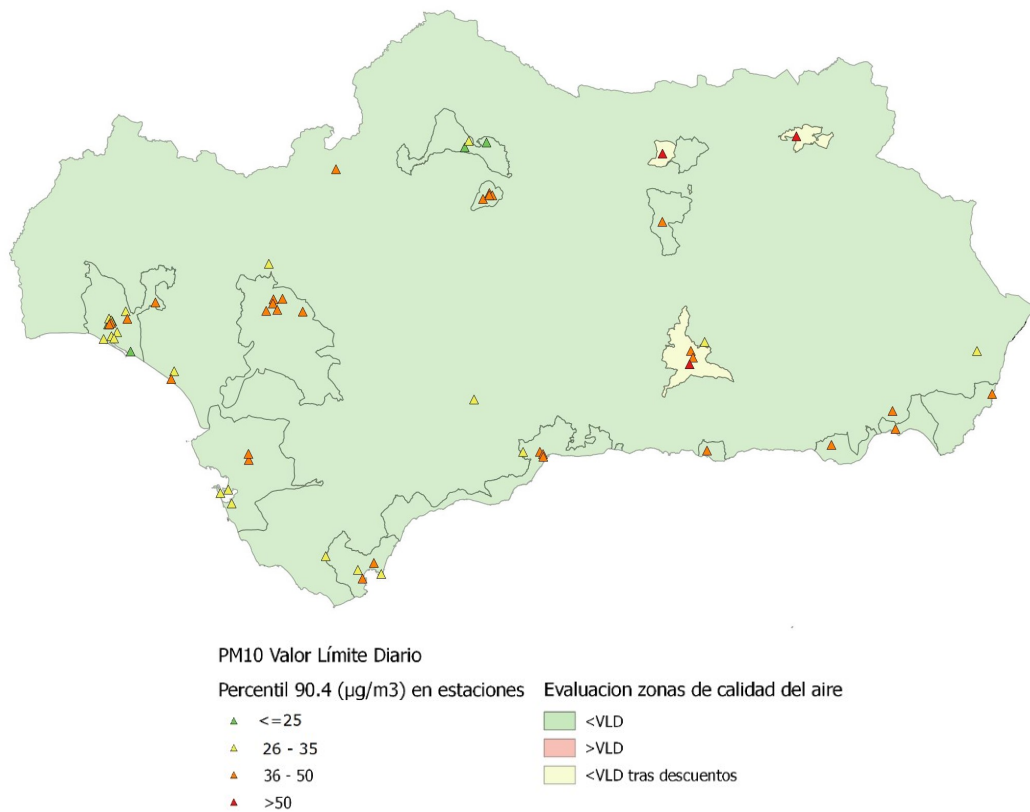 PM10 Valor Límite Diario
Percentil 90.4 (µg/m3) en estaciones
<=25
26 - 35
36 - 50
>50
Evaluacion zonas de calidad del aire
<VLD
>VLD
<VLD tras descuentos